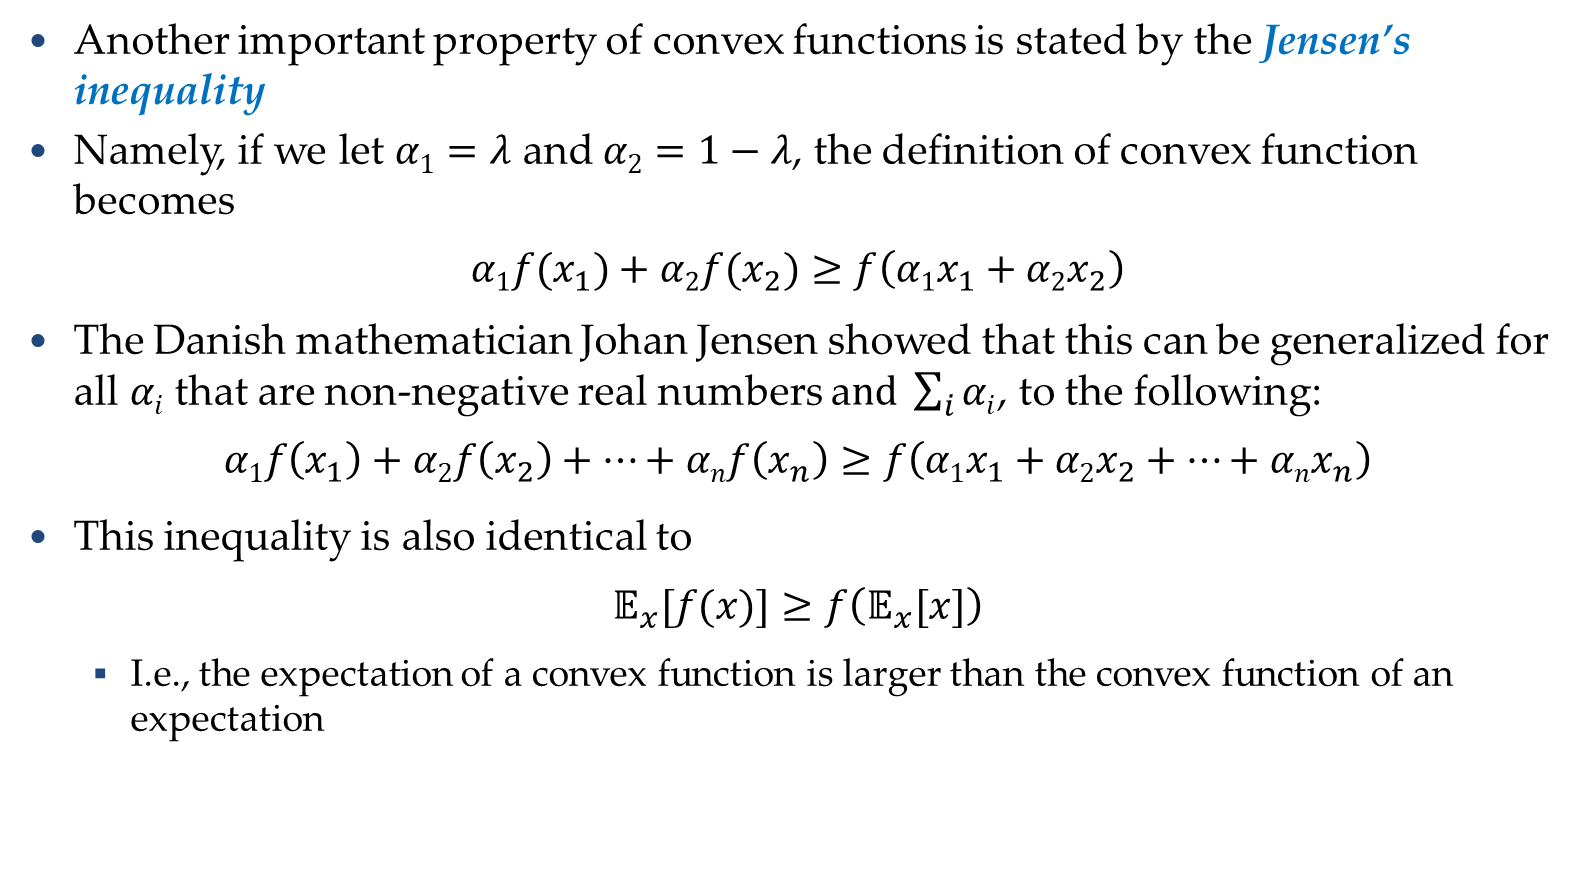 • Another important property of convex functions is stated by the Jensen’s
inequality
• Namely, if we let α₁ = λ and α₂ = 1 − λ, the definition of convex function
becomes
α₁f(x₁) + α₂f(x₂) ≥ f(α₁x₁ + α₂x₂)
• The Danish mathematician Johan Jensen showed that this can be generalized for
all αᵢ that are non-negative real numbers and ∑ᵢ αᵢ, to the following:
α₁f(x₁) + α₂f(x₂) + ⋯ + αₙf(xₙ) ≥ f(α₁x₁ + α₂x₂ + ⋯ + αₙxₙ)
• This inequality is also identical to
𝔼ₓ[f(x)] ≥ f(𝔼ₓ[x])
▪ I.e., the expectation of a convex function is larger than the convex function of an
expectation